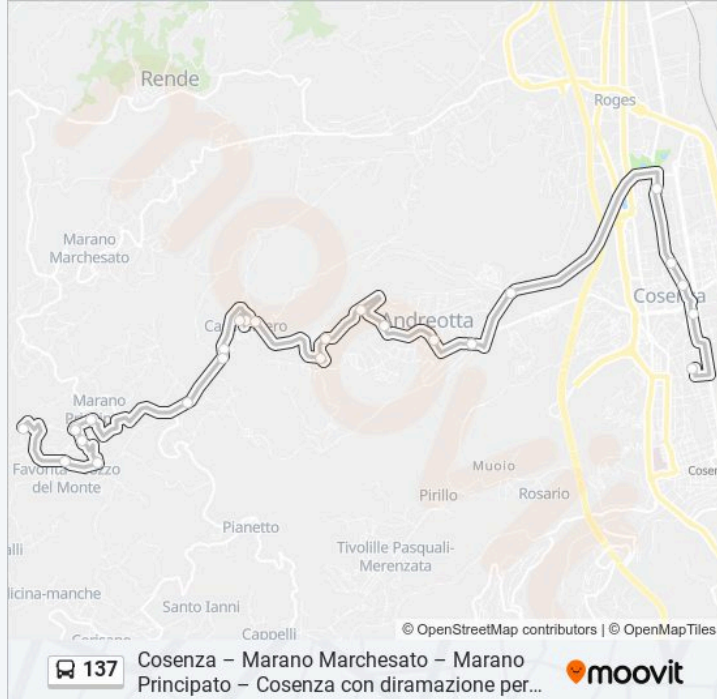 Rende
Roges
Marano
Marchesato
Cosenza
Andreotta
Marano
Favorita
del Monte
Muoio
Pirillo
Rosario
Pianetto
Tivolille Pasquali-
Merenzata
Santo Ianni
Cappelli
moovit
© OpenStreetMap contributors | © OpenMapTiles
137
Cosenza – Marano Marchesato – Marano
Principato – Cosenza con diramazione per...
moovit